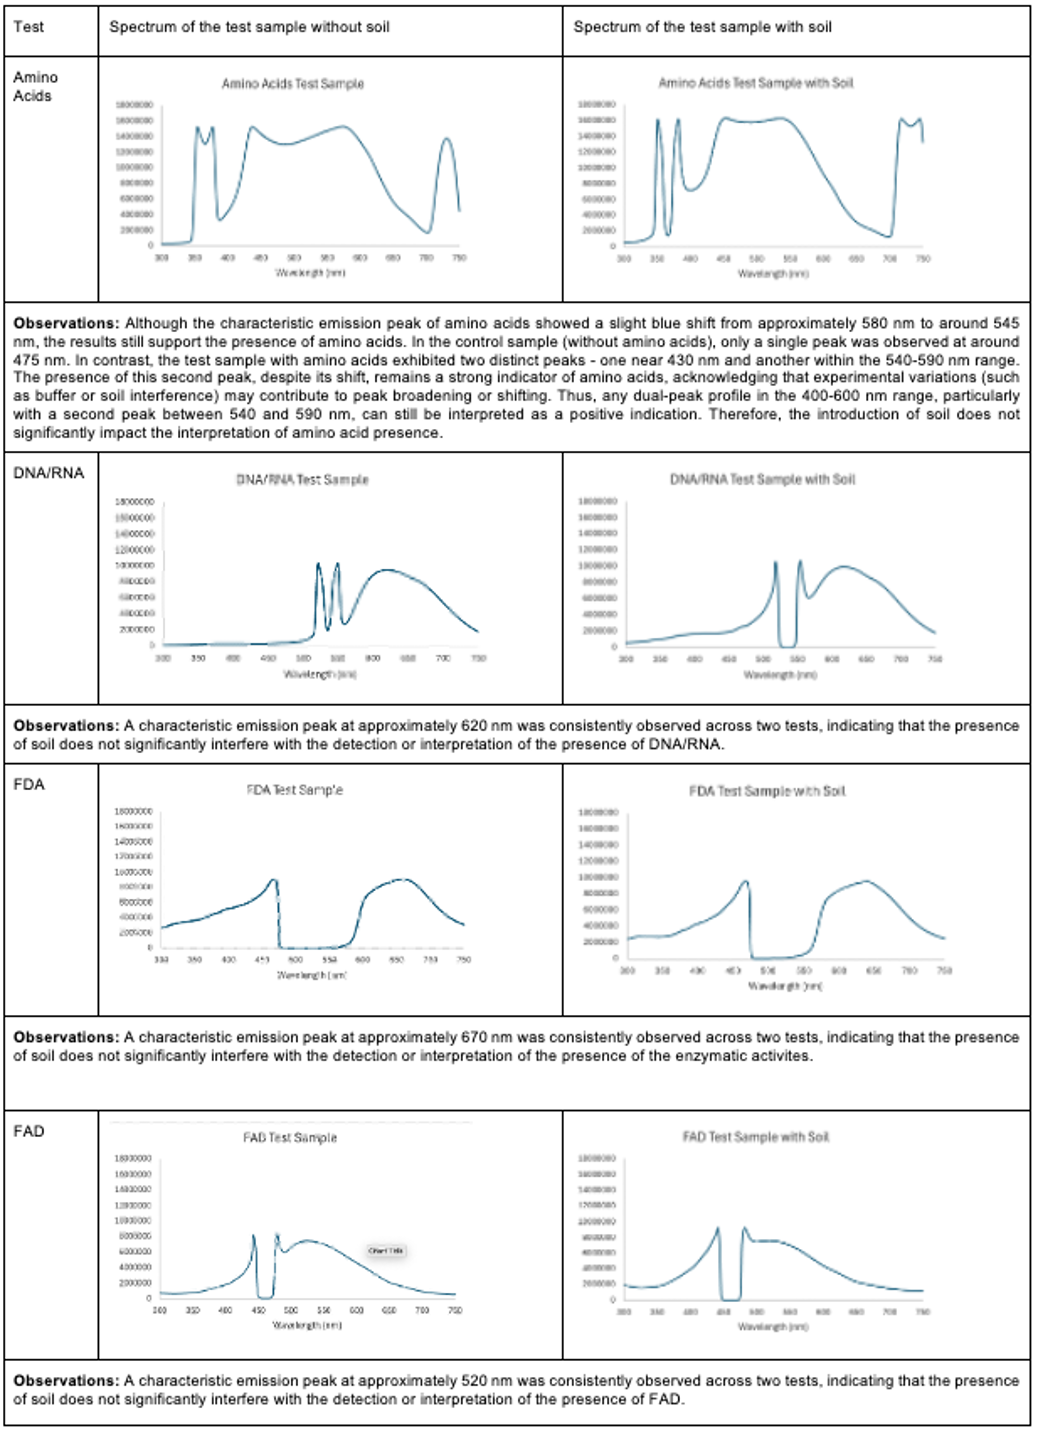 Test
Spectrum of the test sample without soil
Spectrum of the test sample with soil
Amino
Acids
Amino Acids Test Sample
18000000
16000000
14000000
12000000
10000000
8000000
6000000
4000000
2000000
0
300 350 400 450 500 550 600 650 700 750
Wavelength (nm)
Amino Acids Test Sample with Soil
18000000
16000000
14000000
12000000
10000000
8000000
6000000
4000000
2000000
0
300 350 400 450 500 550 600 650 700 750
Wavelength (nm)
Observations: Although the characteristic emission peak of amino acids showed a slight blue shift from approximately 580 nm to around 545
nm, the results still support the presence of amino acids. In the control sample (without amino acids), only a single peak was observed at around
475 nm. In contrast, the test sample with amino acids exhibited two distinct peaks - one near 430 nm and another within the 540-590 nm range.
The presence of this second peak, despite its shift, remains a strong indicator of amino acids, acknowledging that experimental variations (such
as buffer or soil interference) may contribute to peak broadening or shifting. Thus, any dual-peak profile in the 400-600 nm range, particularly
with a second peak between 540 and 590 nm, can still be interpreted as a positive indication. Therefore, the introduction of soil does not
significantly impact the interpretation of amino acid presence.
DNA/RNA
DNA/RNA Test Sample
18000000
16000000
14000000
12000000
10000000
8000000
6000000
4000000
2000000
0
300 350 400 450 500 550 600 650 700 750
Wavelength (nm)
DNA/RNA Test Sample with Soil
18000000
16000000
14000000
12000000
10000000
8000000
6000000
4000000
2000000
0
300 350 400 450 500 550 600 650 700 750
Wavelength (nm)
Observations: A characteristic emission peak at approximately 620 nm was consistently observed across two tests, indicating that the presence
of soil does not significantly interfere with the detection or interpretation of the presence of DNA/RNA.
FDA
FDA Test Sample
18000000
16000000
14000000
12000000
10000000
8000000
6000000
4000000
2000000
0
300 350 400 450 500 550 600 650 700 750
Wavelength (nm)
FDA Test Sample with Soil
18000000
16000000
14000000
12000000
10000000
8000000
6000000
4000000
2000000
0
300 350 400 450 500 550 600 650 700 750
Wavelength (nm)
Observations: A characteristic emission peak at approximately 670 nm was consistently observed across two tests, indicating that the presence
of soil does not significantly interfere with the detection or interpretation of the presence of the enzymatic activites.
FAD
FAD Test Sample
18000000
16000000
14000000
12000000
10000000
8000000
6000000
4000000
2000000
0
300 350 400 450 500 550 600 650 700 750
Wavelength (nm)
Chart Title
FAD Test Sample with Soil
18000000
16000000
14000000
12000000
10000000
8000000
6000000
4000000
2000000
0
300 350 400 450 500 550 600 650 700 750
Wavelength (nm)
Observations: A characteristic emission peak at approximately 520 nm was consistently observed across two tests, indicating that the presence
of soil does not significantly interfere with the detection or interpretation of the presence of FAD.